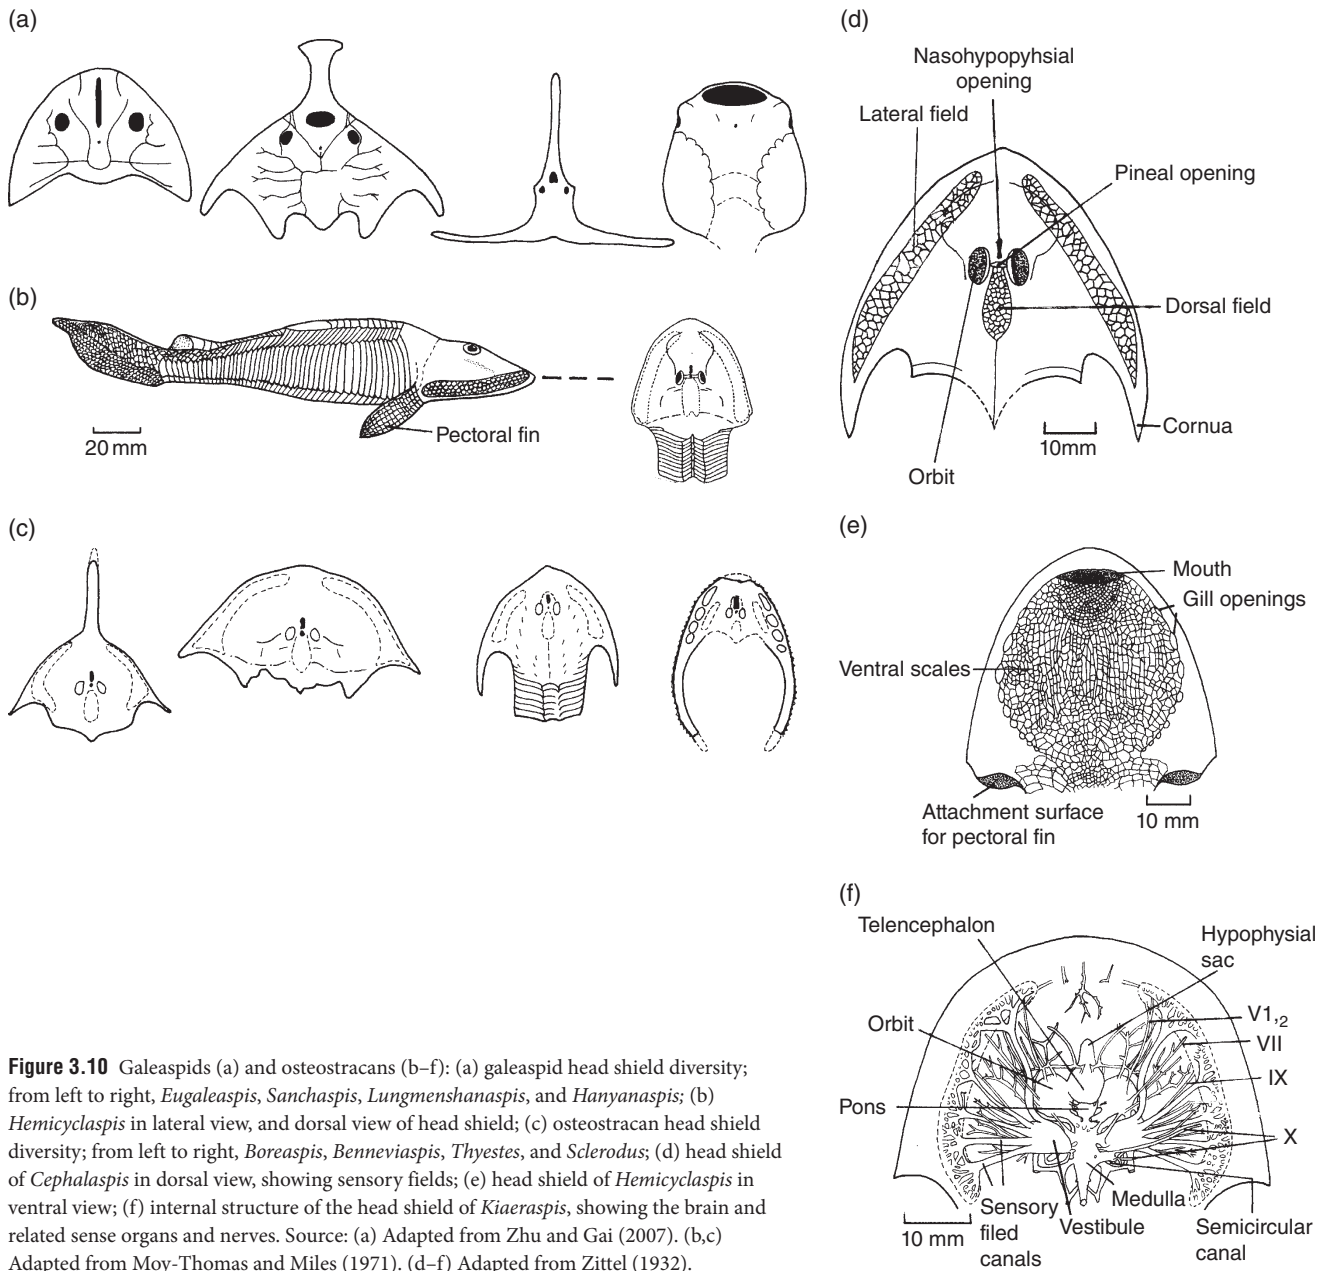 (a)
(b)
Pectoral fin
20 mm
(c)
(d)
Nasohypopyhsial
opening
Lateral field
Pineal opening
Dorsal field
Cornua
10mm
Orbit
(e)
Mouth
Gill openings
Ventral scales
Attachment surface
for pectoral fin
10 mm
(f)
Telencephalon
Hypophysial
sac
Orbit
V1,2
VII
IX
Pons
X
Sensory
filed
canals
Vestibule
Medulla
Semicircular
canal
10 mm
Figure 3.10 Galeaspids (a) and osteostracans (b–f): (a) galeaspid head shield diversity;
from left to right, Eugaleaspis, Sanchaspis, Lungmenshanaspis, and Hanyanaspis; (b)
Hemicyclaspis in lateral view, and dorsal view of head shield; (c) osteostracan head shield
diversity; from left to right, Boreaspis, Benneviaspis, Thyestes, and Sclerodus; (d) head shield
of Cephalaspis in dorsal view, showing sensory fields; (e) head shield of Hemicyclaspis in
ventral view; (f) internal structure of the head shield of Kiaeraspis, showing the brain and
related sense organs and nerves. Source: (a) Adapted from Zhu and Gai (2007). (b,c)
Adapted from Moy-Thomas and Miles (1971). (d–f) Adapted from Zittel (1932).